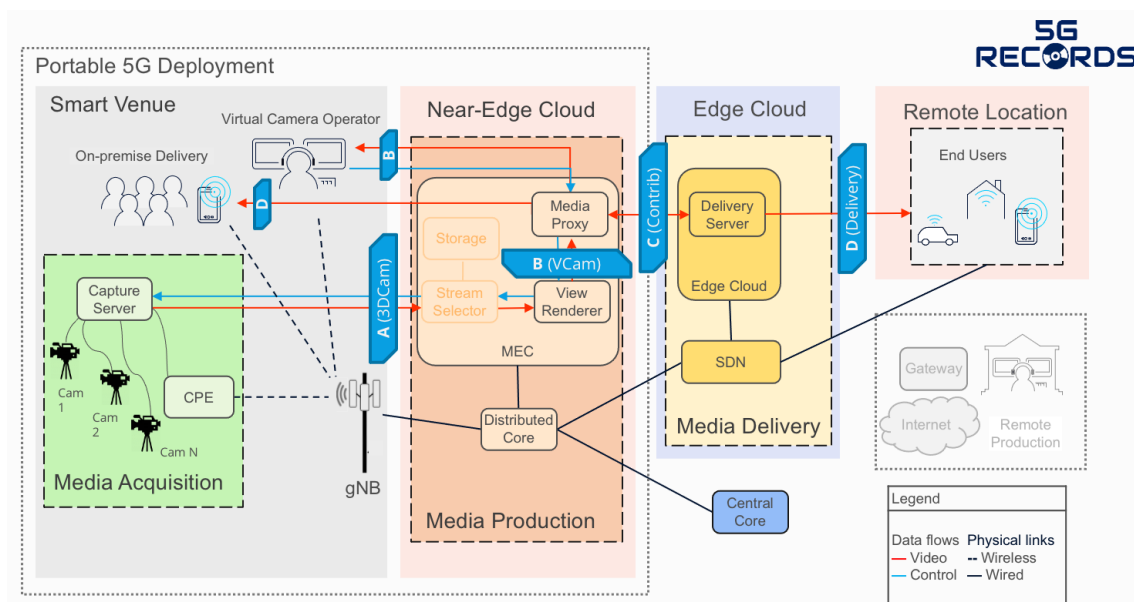 5G
RECORDS
Portable 5G Deployment
Smart Venue
Near-Edge Cloud
Edge Cloud
Remote Location
Virtual Camera Operator
On-premise Delivery
B
D
Media
Proxy
Storage
B (VCam)
Stream
Selector
View
Renderer
MEC
A (3DCam)
C (Contrib)
Delivery
Server
Edge Cloud
D (Delivery)
End Users
Capture
Server
Cam
1
Cam
2
Cam N
CPE
Media Acquisition
gNB
Distributed
Core
Media Production
SDN
Media Delivery
Central
Core
Gateway
Internet
Remote
Production
Legend
Data flows
Physical links
Video
Wireless
Control
Wired